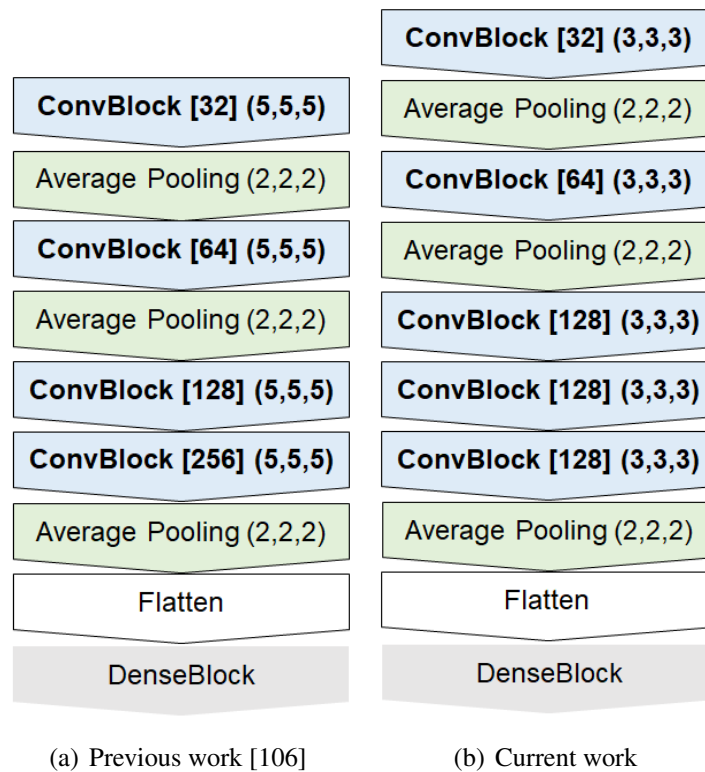 ConvBlock [32] (5,5,5)
Average Pooling (2,2,2)
ConvBlock [64] (5,5,5)
Average Pooling (2,2,2)
ConvBlock [128] (5,5,5)
ConvBlock [256] (5,5,5)
Average Pooling (2,2,2)
Flatten
DenseBlock
(a) Previous work [106]
ConvBlock [32] (3,3,3)
Average Pooling (2,2,2)
ConvBlock [64] (3,3,3)
Average Pooling (2,2,2)
ConvBlock [128] (3,3,3)
ConvBlock [128] (3,3,3)
ConvBlock [128] (3,3,3)
Average Pooling (2,2,2)
Flatten
DenseBlock
(b) Current work